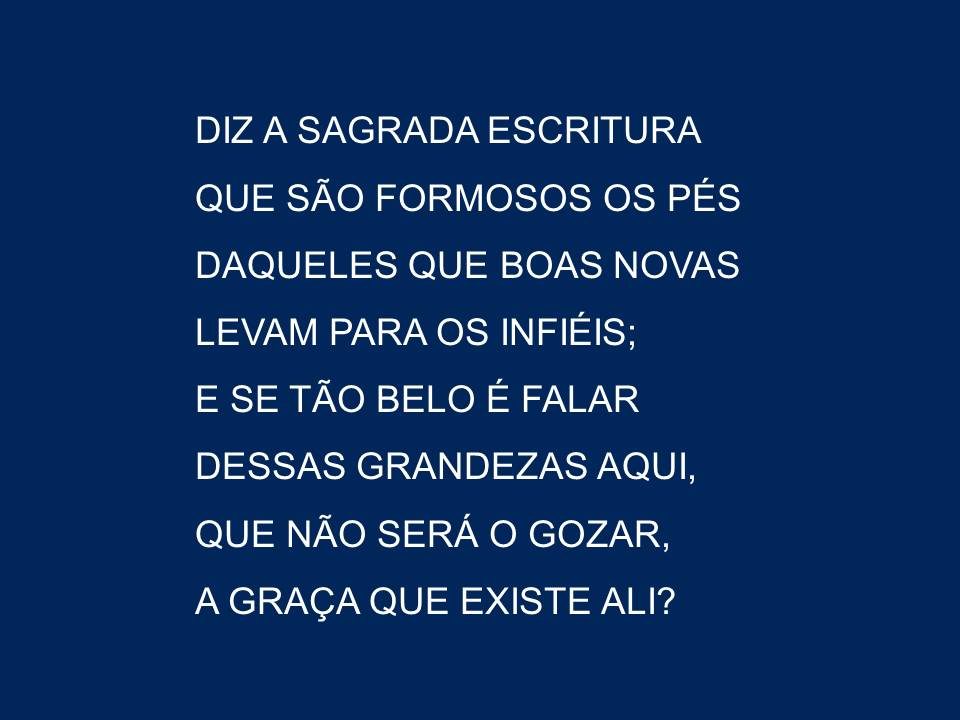 DIZ A SAGRADA ESCRITURA
QUE SÃO FORMOSOS OS PÉS
DAQUELES QUE BOAS NOVAS
LEVAM PARA OS INFIÉIS;
E SE TÃO BELO É FALAR
DESSAS GRANDEZAS AQUI,
QUE NÃO SERÁ O GOZAR,
A GRAÇA QUE EXISTE ALI?